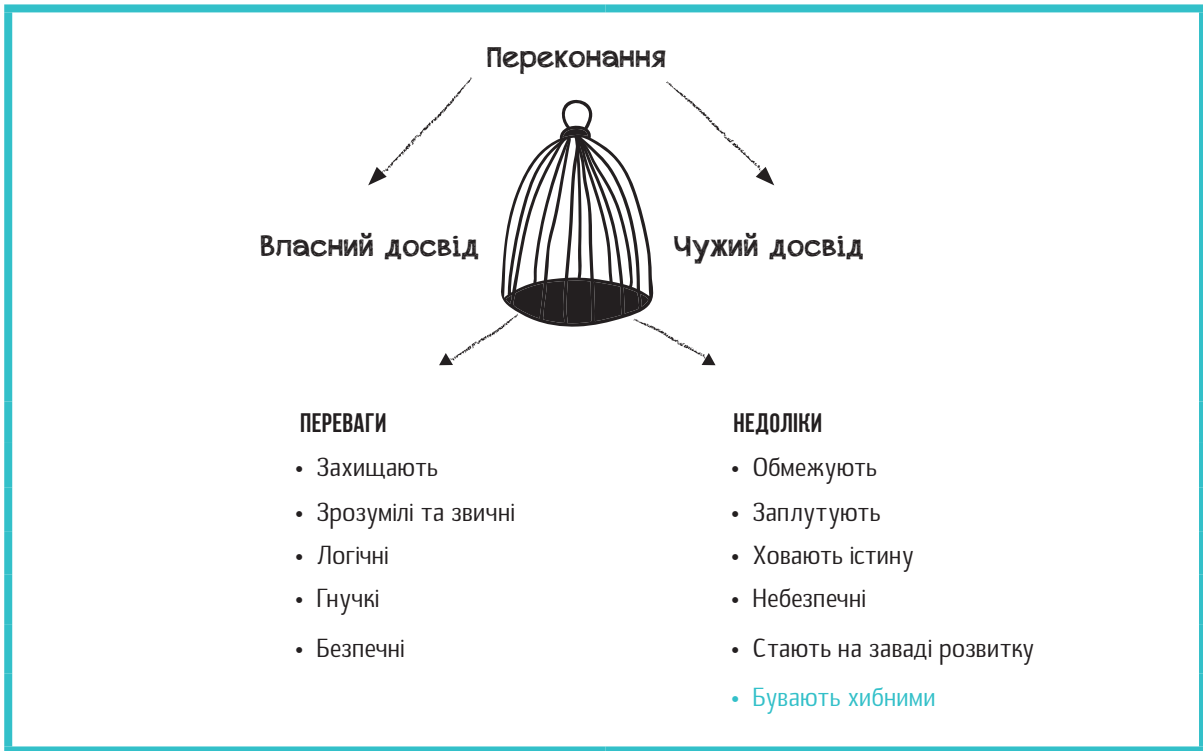 Переконання
Власний досвід
Чужий досвід
ПЕРЕВАГИ
• Захищають
• Зрозумілі та звичні
• Логічні
• Гнучкі
• Безпечні
НЕДОЛІКИ
• Обмежують
• Заплутують
• Ховають істину
• Небезпечні
• Стають на заваді розвитку
• Бувають хибними